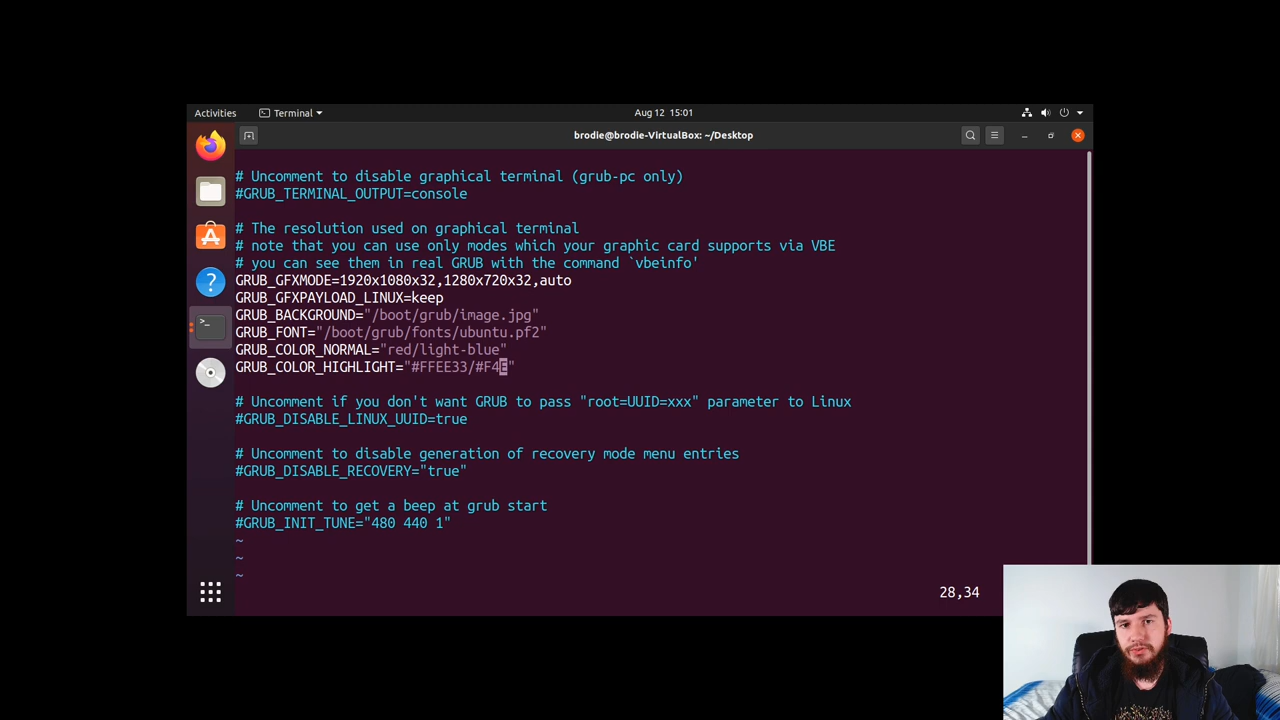 Activities
Terminal
Aug 12 15:01
brodie@brodie-VirtualBox: ~/Desktop
# Uncomment to disable graphical terminal (grub-pc only)
#GRUB_TERMINAL_OUTPUT=console
# The resolution used on graphical terminal
# note that you can use only modes which your graphic card supports via VBE
# you can see them in real GRUB with the command `vbeinfo'
GRUB_GFXMODE=1920x1080x32,1280x720x32,auto
GRUB_GFXPAYLOAD_LINUX=keep
GRUB_BACKGROUND="/boot/grub/image.jpg"
GRUB_FONT="/boot/grub/fonts/ubuntu.pf2"
GRUB_COLOR_NORMAL="red/light-blue"
GRUB_COLOR_HIGHLIGHT="#FFEE33/#F4E"
# Uncomment if you don't want GRUB to pass "root=UUID=xxx" parameter to Linux
#GRUB_DISABLE_LINUX_UUID=true
# Uncomment to disable generation of recovery mode menu entries
#GRUB_DISABLE_RECOVERY="true"
# Uncomment to get a beep at grub start
#GRUB_INIT_TUNE="480 440 1"
~
~
~
28,34